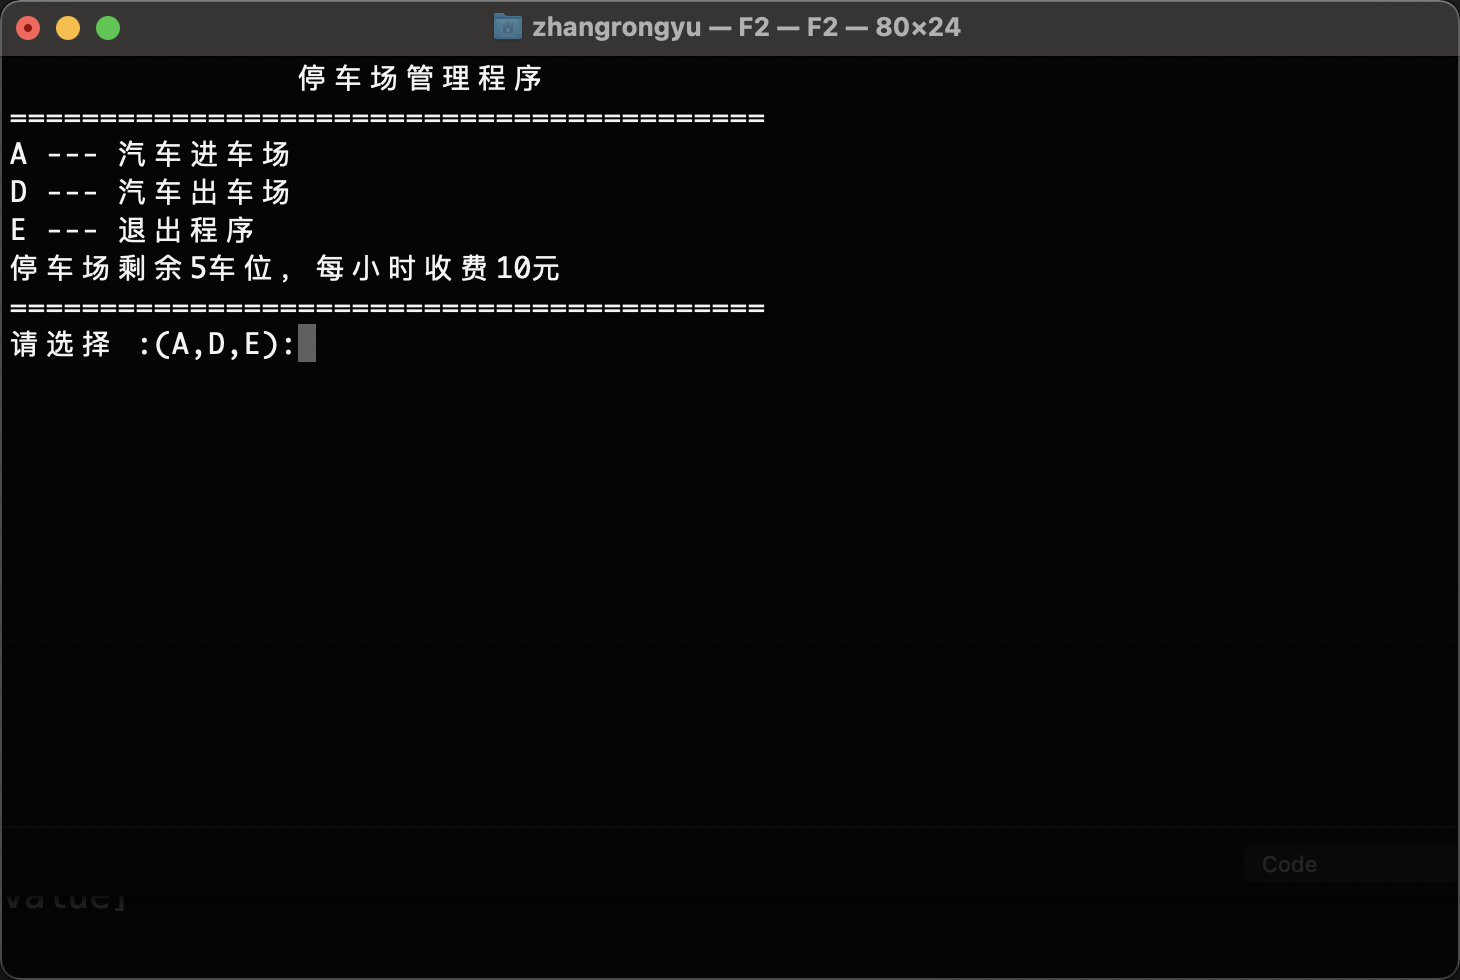 zhangrongyu — F2 — F2 — 80×24
停车场管理程序
==========================================
A --- 汽车进车场
D --- 汽车出车场
E --- 退出程序
停车场剩余5车位, 每小时收费10元
==========================================
请选择 :(A,D,E):
Code
value]